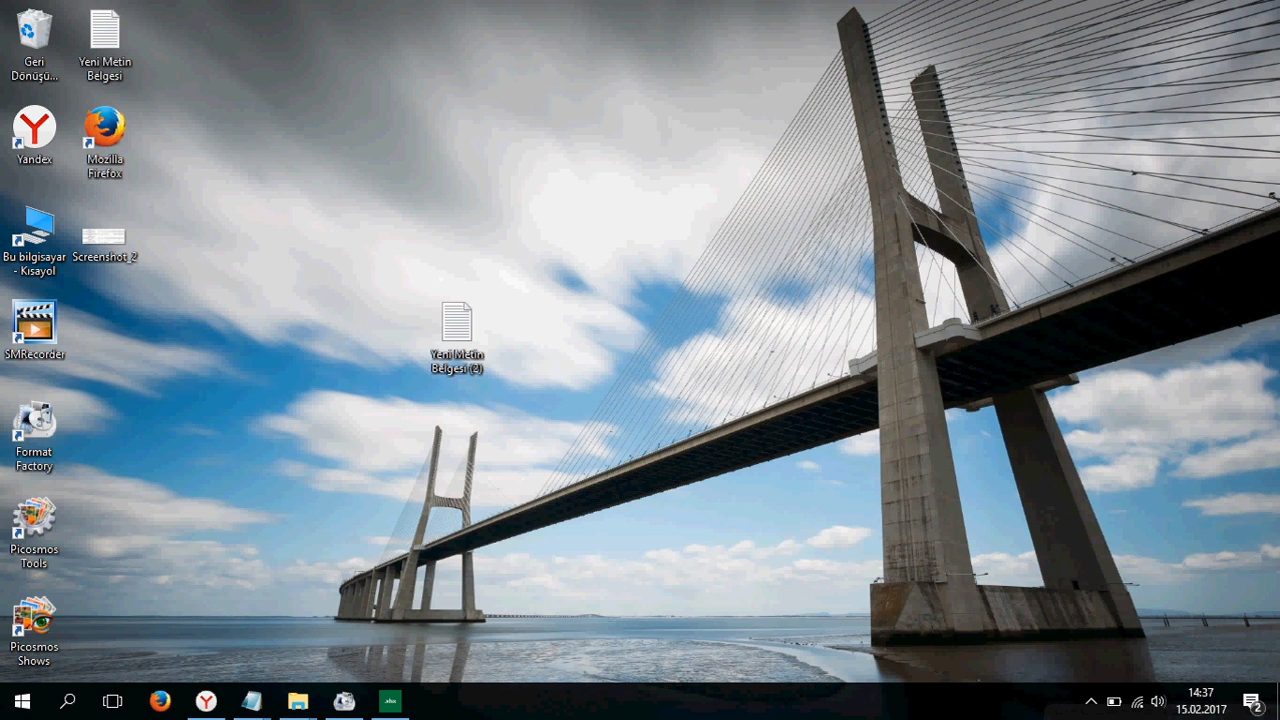 Geri
Dönüşü...
Yeni Metin
Belgesi
Yandex
Mozilla
Firefox
Bu bilgisayar
- Kısayol
Screenshot_2
SMRecorder
Yeni Metin
Belgesi (2)
Format
Factory
Picosmos
Tools
Picosmos
Shows
14:37
15.02.2017
2